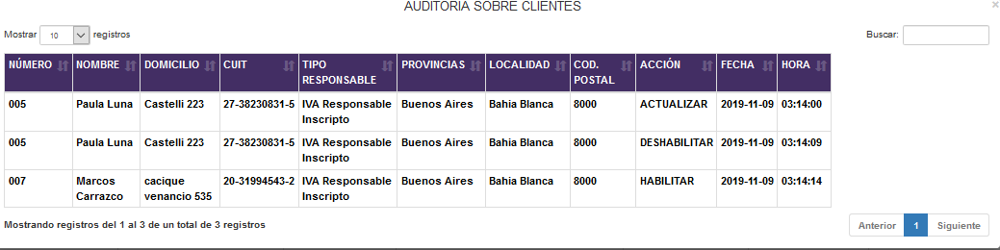 AUDITORIA SOBRE CLIENTES
×
Mostrar 10 registros Buscar:
NÚMERO NOMBRE DOMICILIO CUIT TIPO RESPONSABLE PROVINCIAS LOCALIDAD COD. POSTAL ACCIÓN FECHA HORA
005 Paula Luna Castelli 223 27-38230831-5 IVA Responsable Inscripto Buenos Aires Bahia Blanca 8000 ACTUALIZAR 2019-11-09 03:14:00
005 Paula Luna Castelli 223 27-38230831-5 IVA Responsable Inscripto Buenos Aires Bahia Blanca 8000 DESHABILITAR 2019-11-09 03:14:09
007 Marcos Carrazco cacique venancio 535 20-31994543-2 IVA Responsable Inscripto Buenos Aires Bahia Blanca 8000 HABILITAR 2019-11-09 03:14:14
Mostrando registros del 1 al 3 de un total de 3 registros
Anterior 1 Siguiente